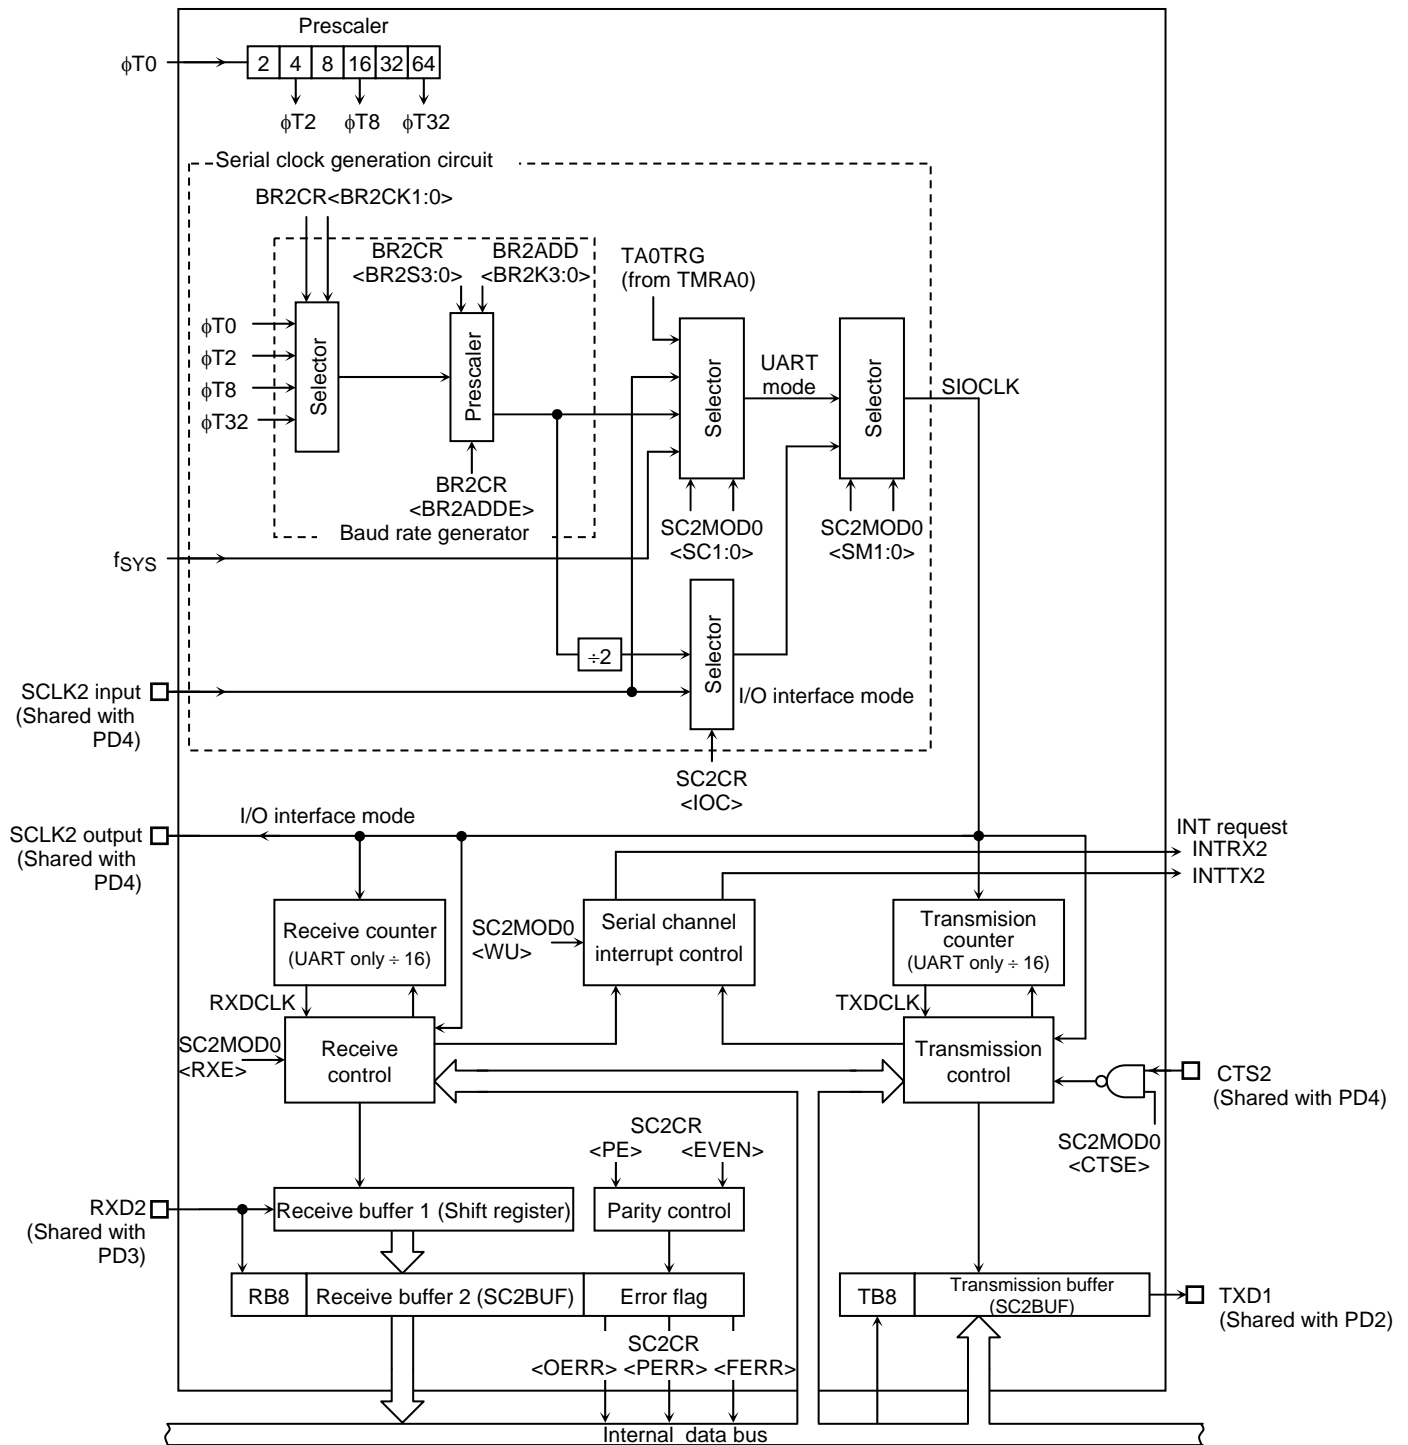 Prescaler
φT0
2 4 8 16 32 64
φT2 φT8 φT32
Serial clock generation circuit
BR2CR<BR2CK1:0>
BR2CR
<BR2S3:0>
BR2ADD
<BR2K3:0>
TA0TRG
(from TMRA0)
φT0
φT2
φT8
φT32
Selector
Prescaler
Selector
UART
mode
Selector
SIOCLK
BR2CR
<BR2ADDE>
Baud rate generator
SC2MOD0
<SC1:0>
SC2MOD0
<SM1:0>
fSYS
÷2
Selector
I/O interface mode
SCLK2 input
(Shared with
PD4)
SC2CR
<IOC>
SCLK2 output
(Shared with
PD4)
I/O interface mode
INT request
INTRX2
INTTX2
Receive counter
(UART only ÷ 16)
SC2MOD0
<WU>
Serial channel
interrupt control
Transmision
counter
(UART only ÷ 16)
RXDCLK
TXDCLK
SC2MOD0
<RXE>
Receive
control
Transmission
control
CTS2
(Shared with PD4)
SC2MOD0
<CTSE>
SC2CR
<PE>
<EVEN>
RXD2
(Shared with
PD3)
Receive buffer 1 (Shift register)
Parity control
RB8
Receive buffer 2 (SC2BUF)
Error flag
TB8
Transmission buffer
(SC2BUF)
TXD1
(Shared with PD2)
SC2CR
<OERR> <PERR> <FERR>
Internal data bus